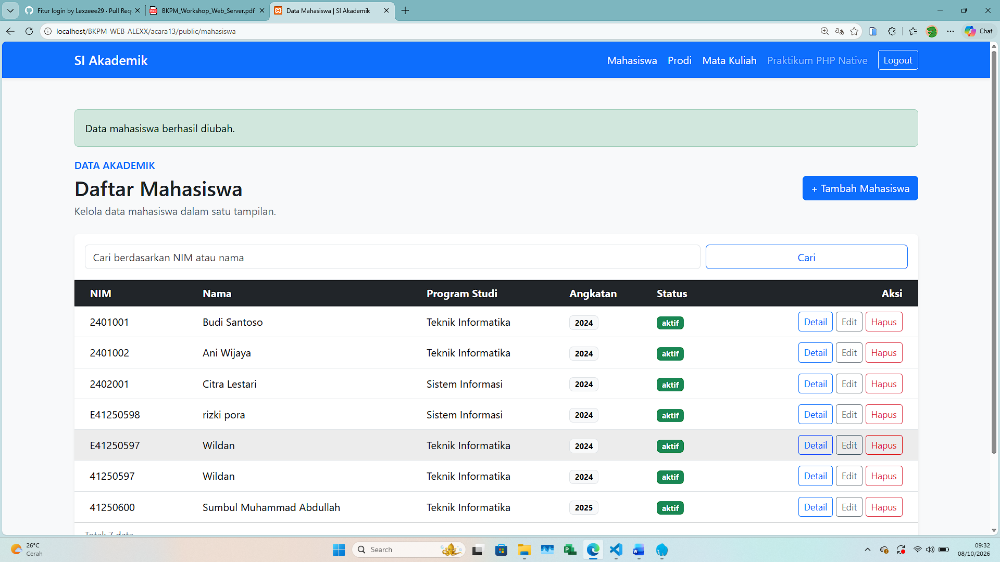 Fitur login by Lexzeee29 · Pull Requ
BKPM_Workshop_Web_Server.pdf
Data Mahasiswa | SI Akademik
localhost/BKPM-WEB-ALEXX/acara13/public/mahasiswa
Chat
SI Akademik
Mahasiswa Prodi Mata Kuliah Praktikum PHP Native Logout
Data mahasiswa berhasil diubah.
DATA AKADEMIK
Daftar Mahasiswa
+ Tambah Mahasiswa
Kelola data mahasiswa dalam satu tampilan.
Cari berdasarkan NIM atau nama Cari
NIM Nama Program Studi Angkatan Status Aksi
2401001 Budi Santoso Teknik Informatika 2024 aktif Detail Edit Hapus
2401002 Ani Wijaya Teknik Informatika 2024 aktif Detail Edit Hapus
2402001 Citra Lestari Sistem Informasi 2024 aktif Detail Edit Hapus
E41250598 rizki pora Sistem Informasi 2024 aktif Detail Edit Hapus
E41250597 Wildan Teknik Informatika 2024 aktif Detail Edit Hapus
41250597 Wildan Teknik Informatika 2024 aktif Detail Edit Hapus
41250600 Sumbul Muhammad Abdullah Teknik Informatika 2025 aktif Detail Edit Hapus
Total: 7 data
26°C
Cerah
Search
09:32
08/10/2026